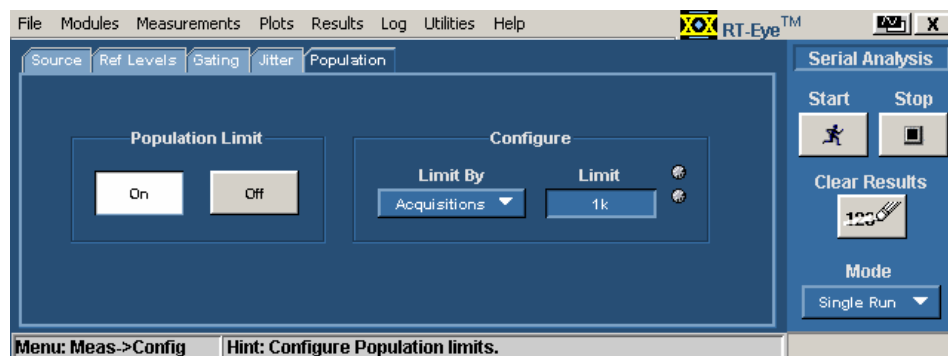 File Modules Measurements Plots Results Log Utilities Help RT-Eye™ X
Source Ref Levels Gating Jitter Population
Serial Analysis
Start Stop
Population Limit
Configure
Limit By Limit
On Off
Acquisitions 1k
Clear Results
123
Mode
Single Run
Menu: Meas->Config Hint: Configure Population limits.